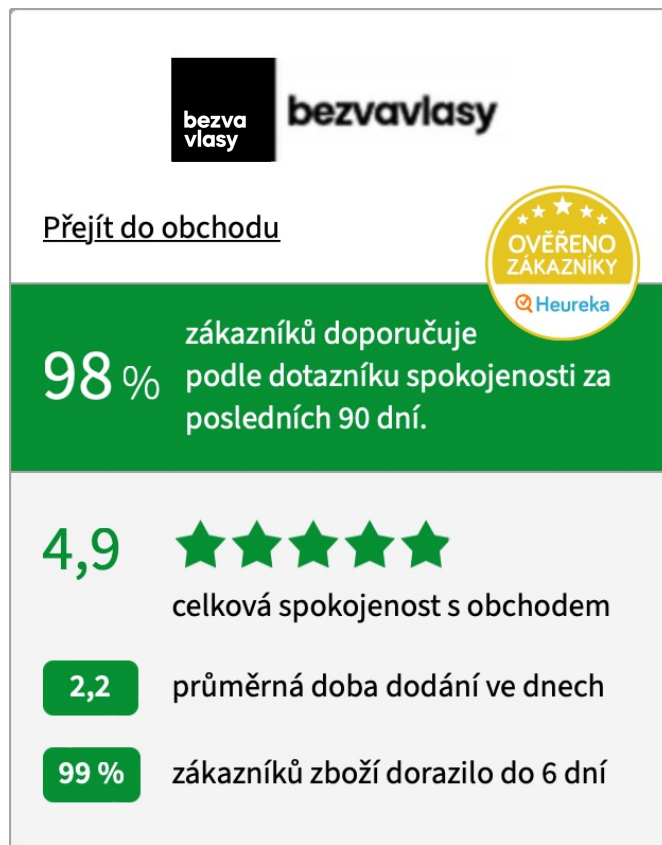 bezva
vlasy
bezvavlasy
Přejít do obchodu
OVĚŘENO
ZÁKAZNÍKY
Heureka
98 %
zákazníků doporučuje
podle dotazníku spokojenosti za
posledních 90 dní.
4,9
celková spokojenost s obchodem
2,2 průměrná doba dodání ve dnech
99 % zákazníků zboží dorazilo do 6 dní